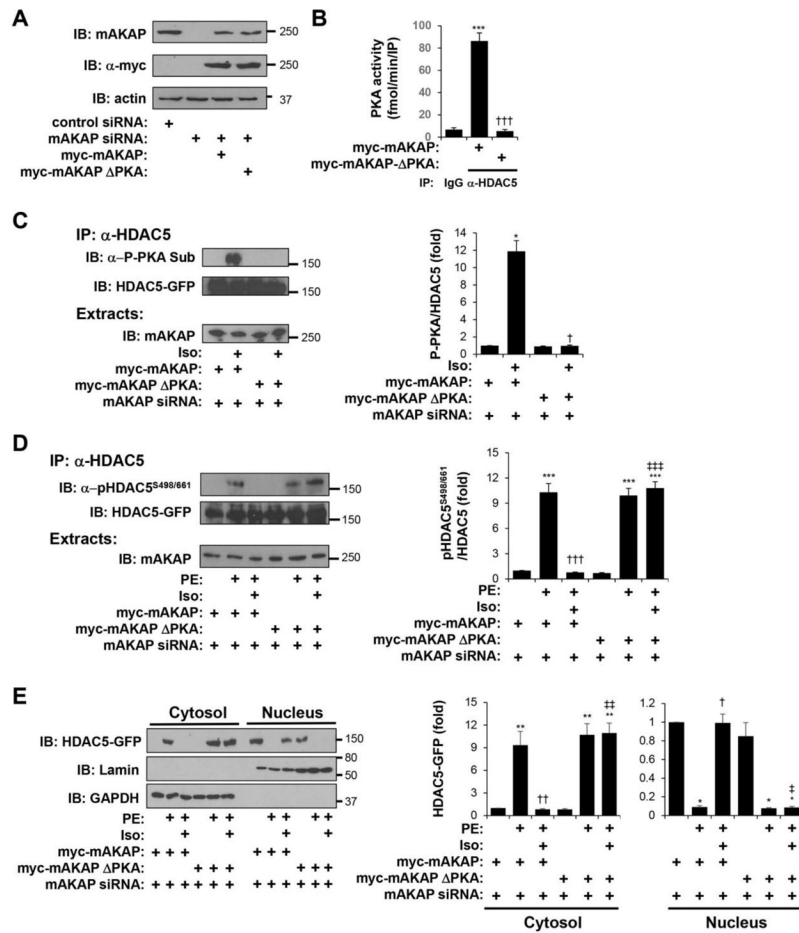 A
IB: mAKAP
250
IB: α-myc
250
IB: actin
37
control siRNA: +
mAKAP siRNA: + + +
myc-mAKAP: +
myc-mAKAP ΔPKA: +
B
PKA activity
(fmol/min/IP)
100
80
60
40
20
0
***
†††
myc-mAKAP: +
myc-mAKAP-ΔPKA: +
IP: IgG α-HDAC5
C
IP: α-HDAC5
IB: α–P-PKA Sub
150
IB: HDAC5-GFP
150
Extracts:
IB: mAKAP
250
Iso: + +
myc-mAKAP: + +
myc-mAKAP ΔPKA: + +
mAKAP siRNA: + + + +
P-PKA/HDAC5 (fold)
14
12
10
8
6
4
2
0
*
†
Iso: + +
myc-mAKAP: + +
myc-mAKAP ΔPKA: + +
mAKAP siRNA: + + + +
D
IP: α-HDAC5
IB: α–pHDAC5S498/661
150
IB: HDAC5-GFP
150
Extracts:
IB: mAKAP
250
PE: + + + +
Iso: + +
myc-mAKAP: + + +
myc-mAKAP ΔPKA: + + +
mAKAP siRNA: + + + + + +
pHDAC5S498/661
/HDAC5 (fold)
15
12
9
6
3
0
***
†††
***
‡‡‡
***
PE: + + + +
Iso: + +
myc-mAKAP: + + +
myc-mAKAP ΔPKA: + + +
mAKAP siRNA: + + + + + +
E
Cytosol Nucleus
IB: HDAC5-GFP
150
80
IB: Lamin
50
IB: GAPDH
37
PE: + + + + + + + +
Iso: + + + +
myc-mAKAP: + + + + + +
myc-mAKAP ΔPKA: + + + + + +
mAKAP siRNA: + + + + + + + + + + + +
HDAC5-GFP (fold)
15
12
9
6
3
0
**
††
**
‡‡
**
1.2
1
0.8
0.6
0.4
0.2
0
*
†
*
‡
*
PE: + + + + + + + +
Iso: + + + +
myc-mAKAP: + + + + + +
myc-mAKAP ΔPKA: + + + + + +
mAKAP siRNA: + + + + + + + + + + + +
Cytosol Nucleus